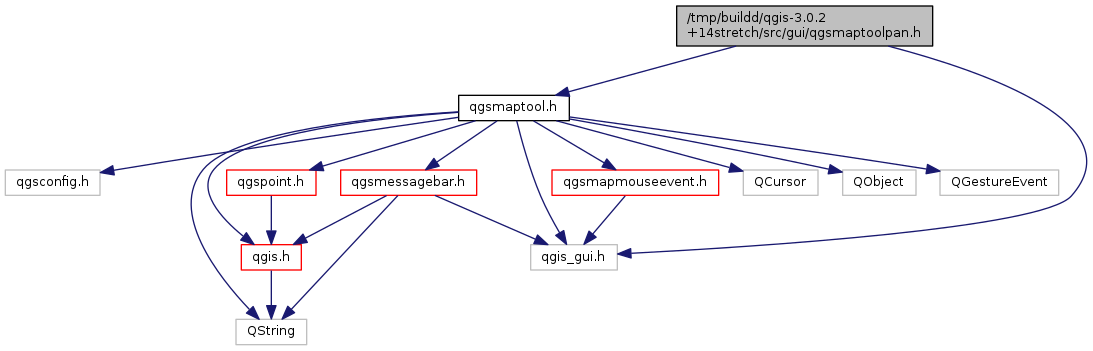 /tmp/buildd/qgis-3.0.2
+14stretch/src/gui/qgsmaptoolpan.h
qgsmaptool.h
qgsconfig.h
qgspoint.h
qgsmessagebar.h
qgsmapmouseevent.h
QCursor
QObject
QGestureEvent
qgis.h
qgis_gui.h
QString